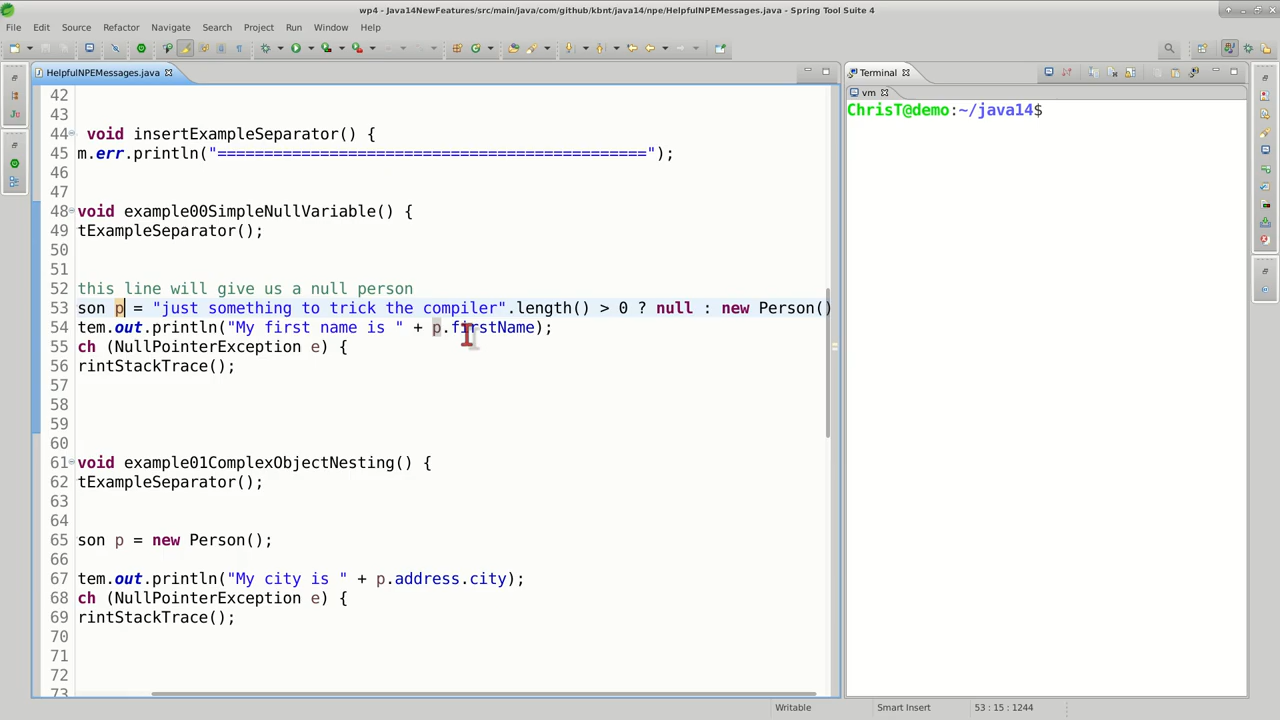 wp4 - Java14NewFeatures/src/main/java/com/github/kbnt/java14/npe/HelpfulNPEMessages.java - Spring Tool Suite 4
File Edit Source Refactor Navigate Search Project Run Window Help
HelpfulNPEMessages.java
Terminal
vm
ChrisT@demo:~/java14$
42
43
44 void insertExampleSeparator() {
45 m.err.println("==============================================");
46
47
48 void example00SimpleNullVariable() {
49 tExampleSeparator();
50
51
52 this line will give us a null person
53 son p = "just something to trick the compiler".length() > 0 ? null : new Person()
54 tem.out.println("My first name is " + p.firstName);
55 ch (NullPointerException e) {
56 rintStackTrace();
57
58
59
60
61 void example01ComplexObjectNesting() {
62 tExampleSeparator();
63
64
65 son p = new Person();
66
67 tem.out.println("My city is " + p.address.city);
68 ch (NullPointerException e) {
69 rintStackTrace();
70
71
72
73
Writable Smart Insert 53 : 15 : 1244